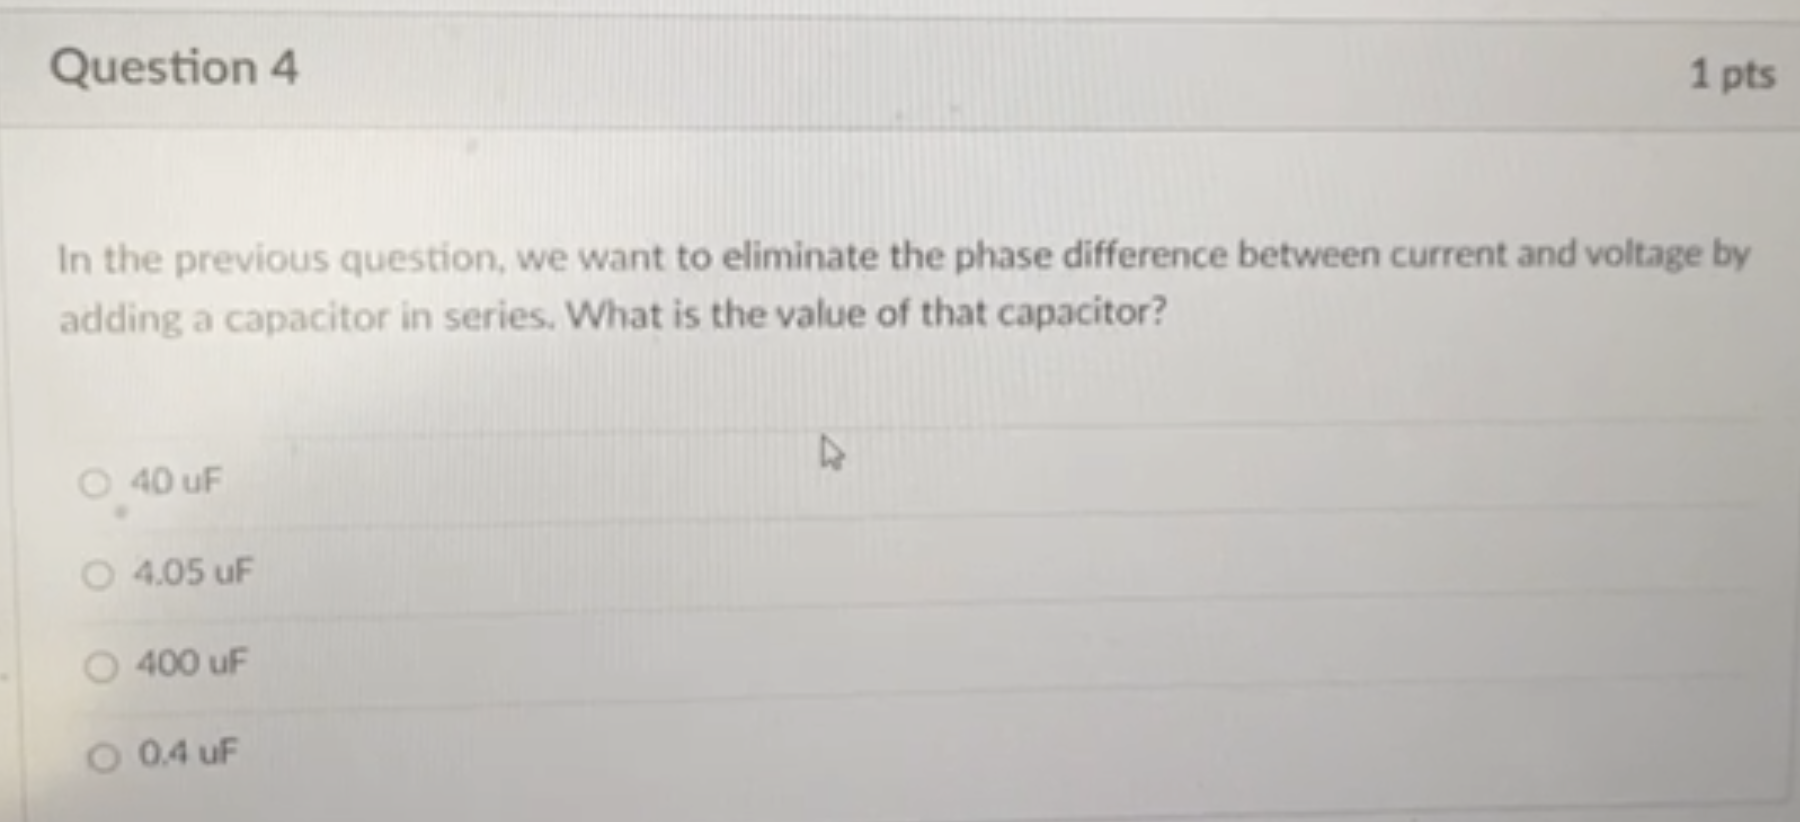 Question 4
1 pts
In the previous question, we want to eliminate the phase difference between current and voltage by
adding a capacitor in series. What is the value of that capacitor?
40 uF
4.05 uF
400 uF
0.4 uF